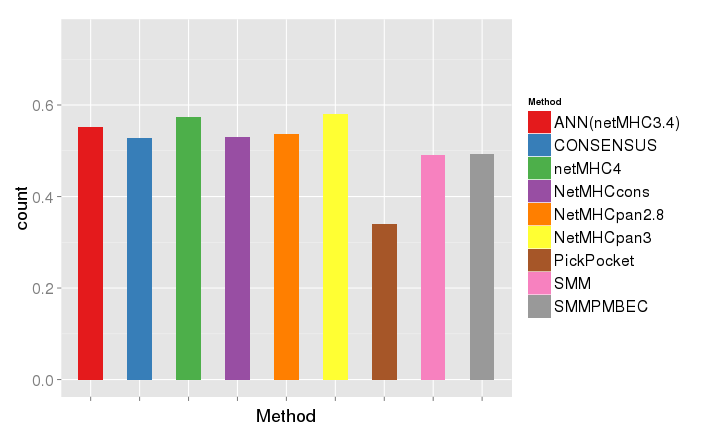 0.6
0.4
0.2
0.0
count
Method
Method
ANN(netMHC3.4)
CONSENSUS
netMHC4
NetMHCcons
NetMHCpan2.8
NetMHCpan3
PickPocket
SMM
SMMPMBEC